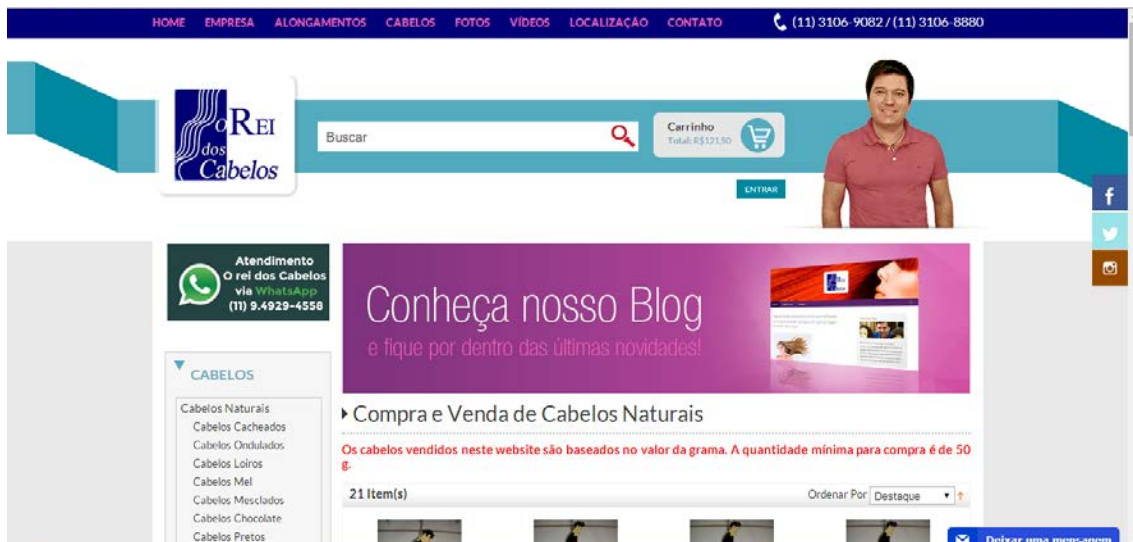 HOME EMPRESA ALONGAMENTOS CABELOS FOTOS VÍDEOS LOCALIZAÇÃO CONTATO (11) 3106-9082 / (11) 3106-8880
O REI
dos
Cabelos
Buscar
Carrinho
Total: R$121,50
ENTRAR
Atendimento
O rei dos Cabelos
via WhatsApp
(11) 9.4929-4558
Conheça nosso Blog
e fique por dentro das últimas novidades!
CABELOS
Cabelos Naturais
Cabelos Cacheados
Cabelos Ondulados
Cabelos Loiros
Cabelos Mel
Cabelos Mesclados
Cabelos Chocolate
Cabelos Pretos
Compra e Venda de Cabelos Naturais
Os cabelos vendidos neste website são baseados no valor da grama. A quantidade mínima para compra é de 50
g.
21 Item(s)
Ordenar Por Destaque
Deixar uma mensagem